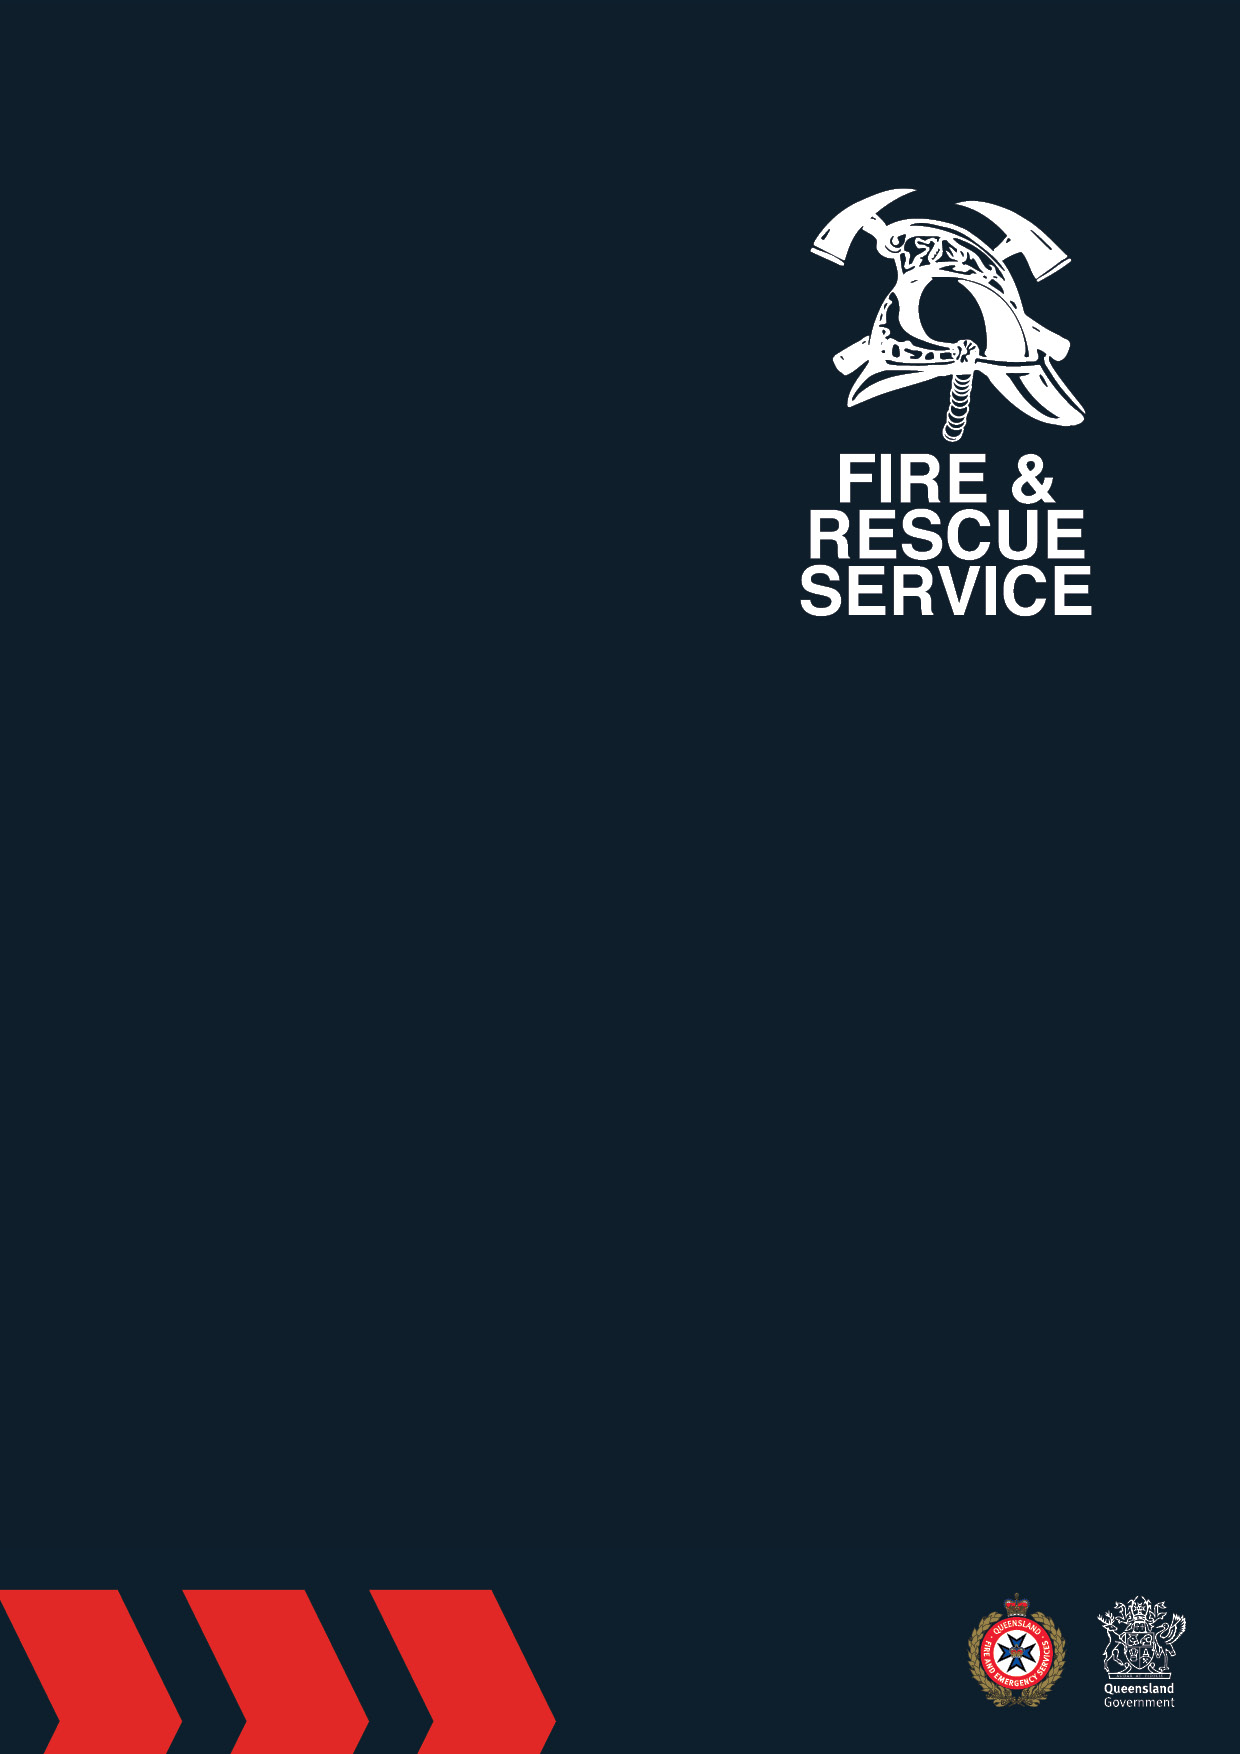 FIRE &
RESCUE
SERVICE
QUEENSLAND
FIRE AND EMERGENCY SERVICES
Queensland
Government